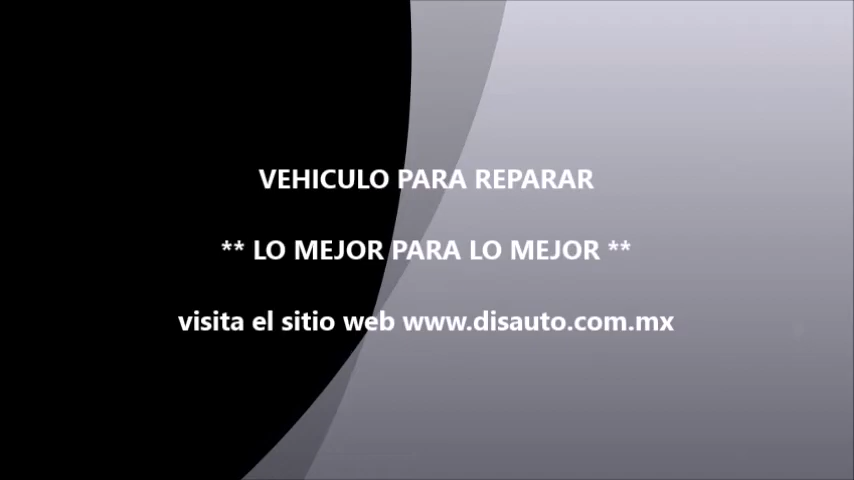 VEHICULO PARA REPARAR
** LO MEJOR PARA LO MEJOR **
visita el sitio web www.disauto.com.mx